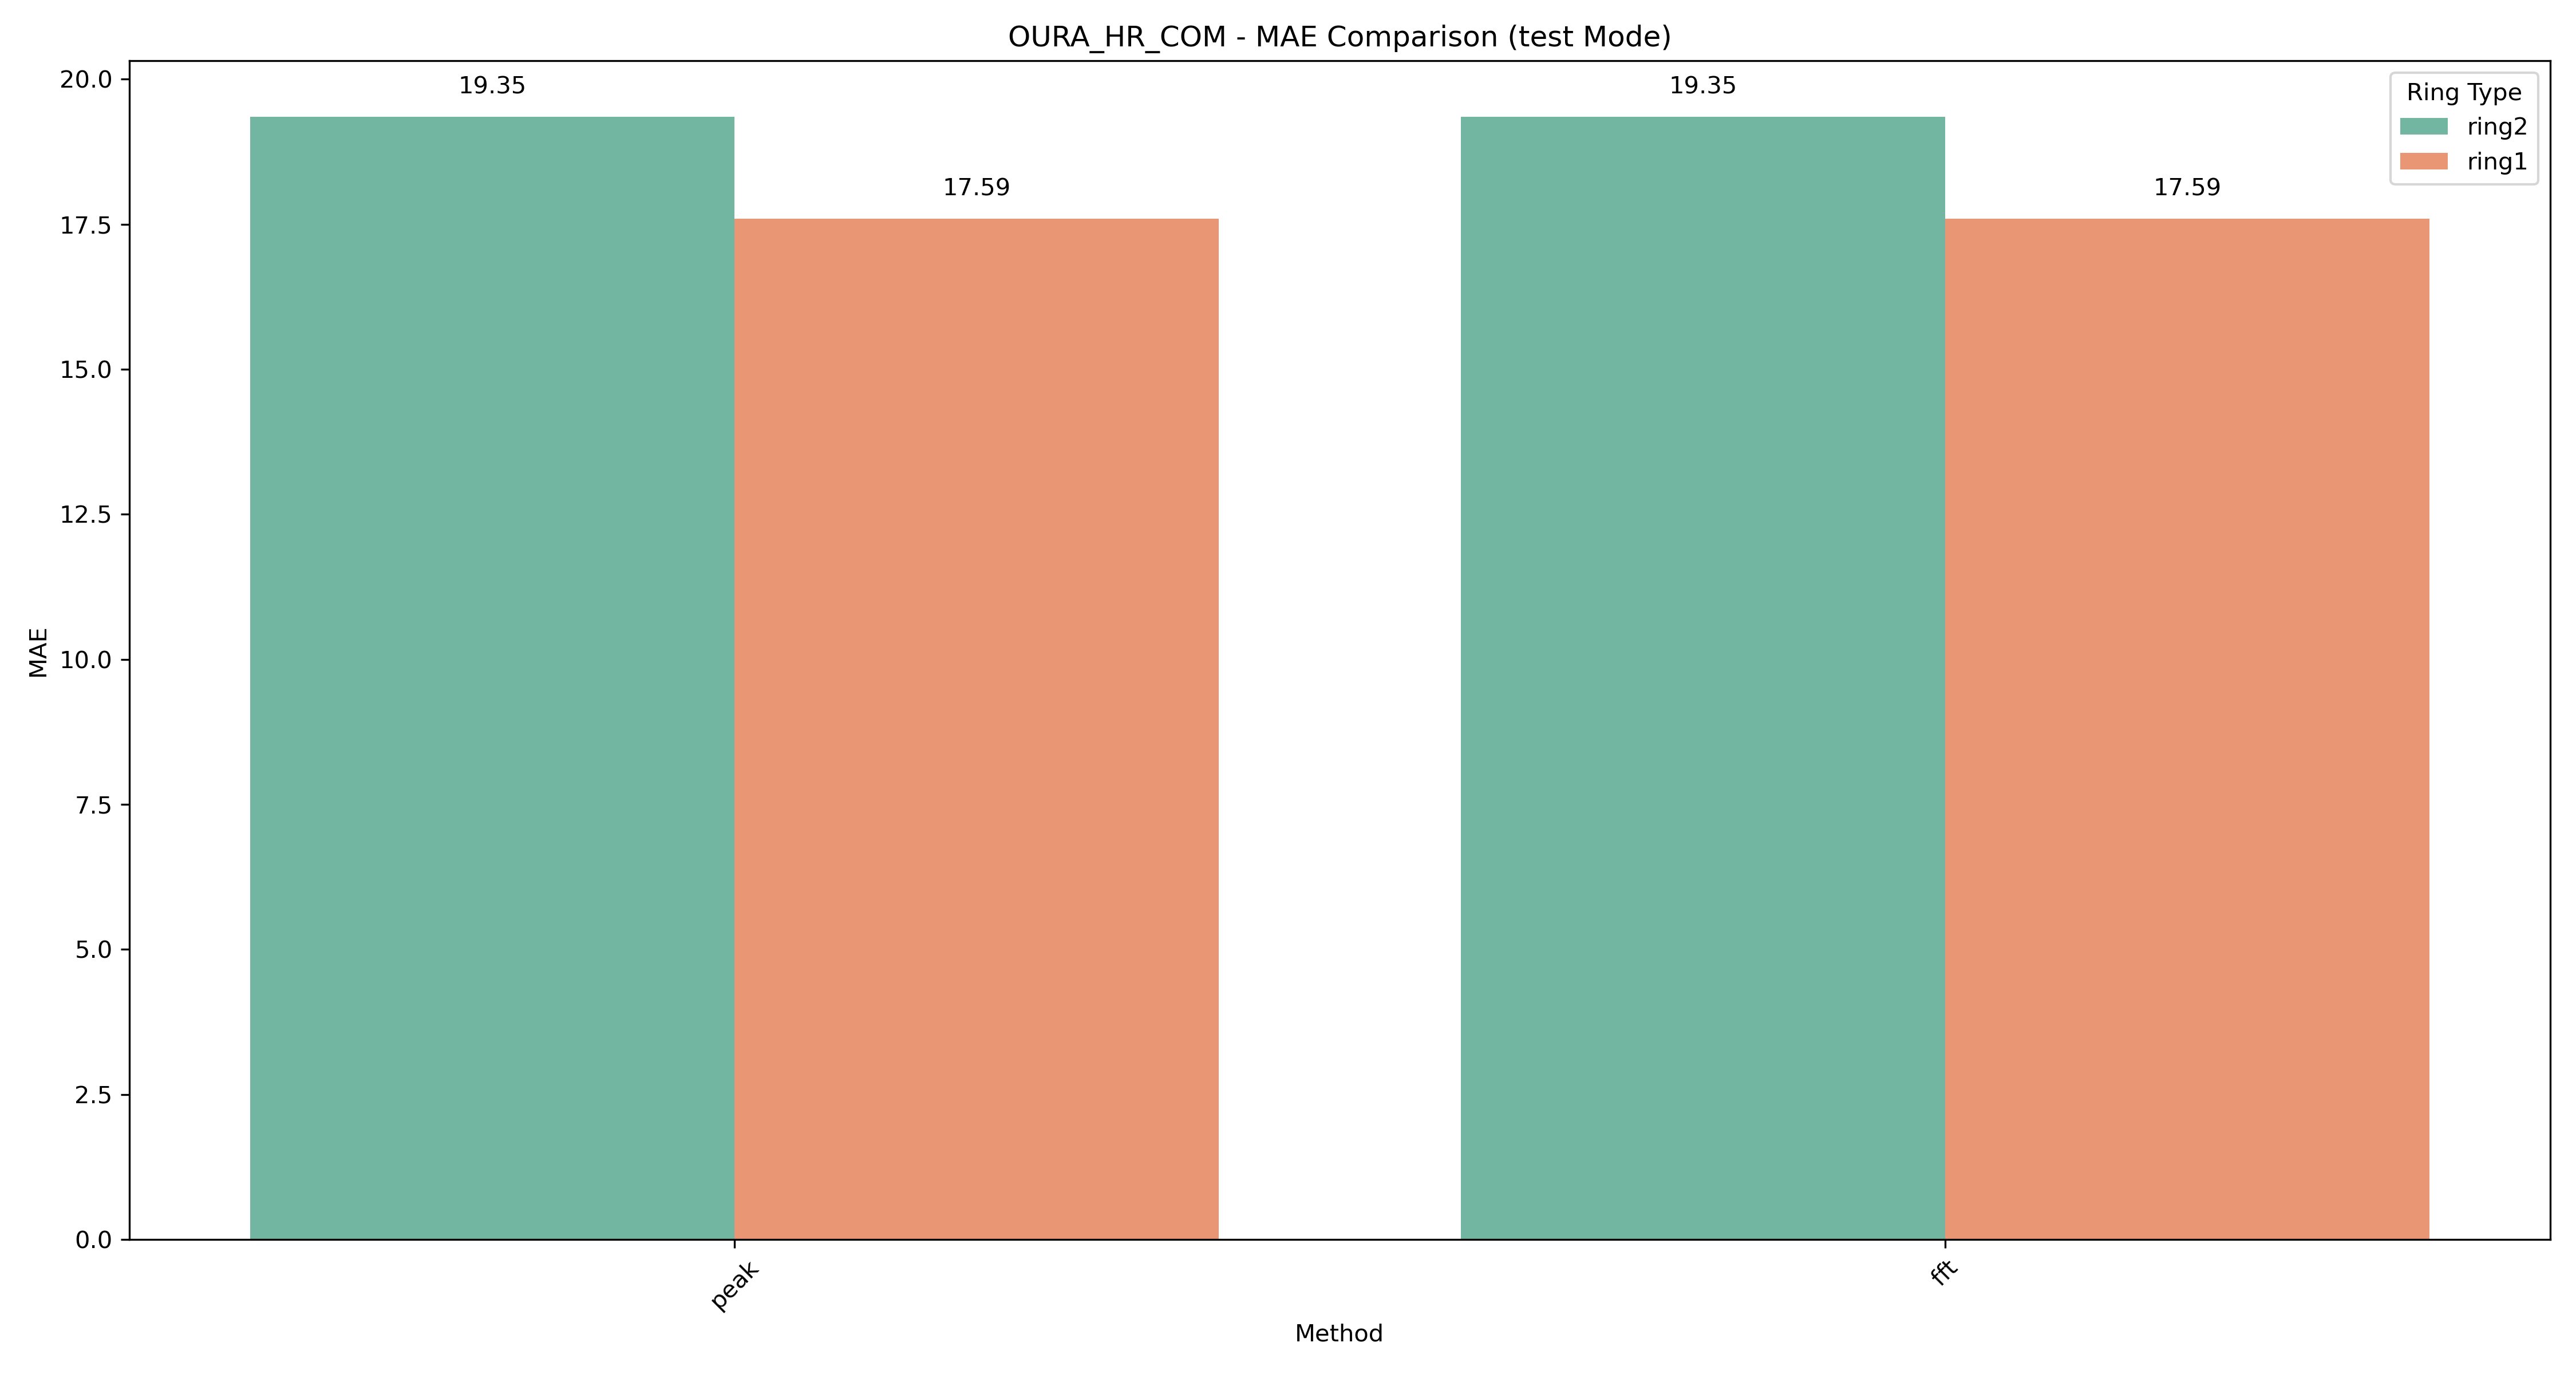 OURA_HR_COM - MAE Comparison (test Mode)
20.0
17.5
15.0
12.5
10.0
7.5
5.0
2.5
0.0
MAE
19.35
17.59
19.35
17.59
Ring Type
ring2
ring1
peak
fft
Method